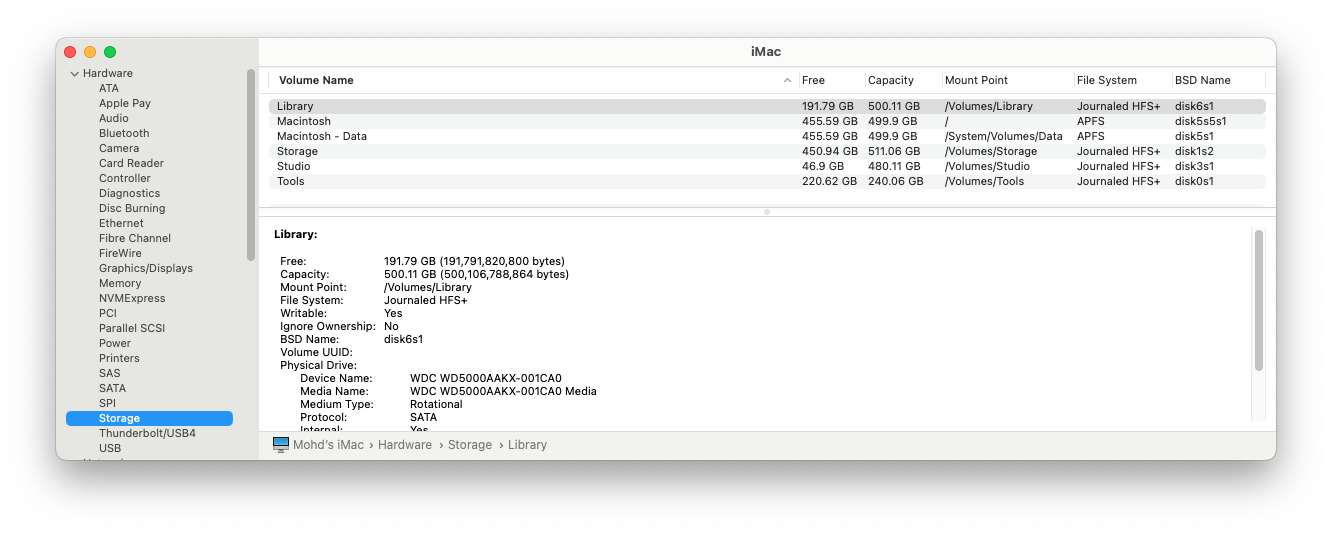 iMac
Hardware
ATA
Apple Pay
Audio
Bluetooth
Camera
Card Reader
Controller
Diagnostics
Disc Burning
Ethernet
Fibre Channel
FireWire
Graphics/Displays
Memory
NVMExpress
PCI
Parallel SCSI
Power
Printers
SAS
SATA
SPI
Storage
Thunderbolt/USB4
USB
Volume Name Free Capacity Mount Point File System BSD Name
Library 191.79 GB 500.11 GB /Volumes/Library Journaled HFS+ disk6s1
Macintosh 455.59 GB 499.9 GB / APFS disk5s5s1
Macintosh - Data 455.59 GB 499.9 GB /System/Volumes/Data APFS disk5s1
Storage 450.94 GB 511.06 GB /Volumes/Storage Journaled HFS+ disk1s2
Studio 46.9 GB 480.11 GB /Volumes/Studio Journaled HFS+ disk3s1
Tools 220.62 GB 240.06 GB /Volumes/Tools Journaled HFS+ disk0s1
Library:
Free: 191.79 GB (191,791,820,800 bytes)
Capacity: 500.11 GB (500,106,788,864 bytes)
Mount Point: /Volumes/Library
File System: Journaled HFS+
Writable: Yes
Ignore Ownership: No
BSD Name: disk6s1
Volume UUID:
Physical Drive:
Device Name: WDC WD5000AAKX-001CA0
Media Name: WDC WD5000AAKX-001CA0 Media
Medium Type: Rotational
Protocol: SATA
Internal: Yes
Mohd's iMac › Hardware › Storage › Library